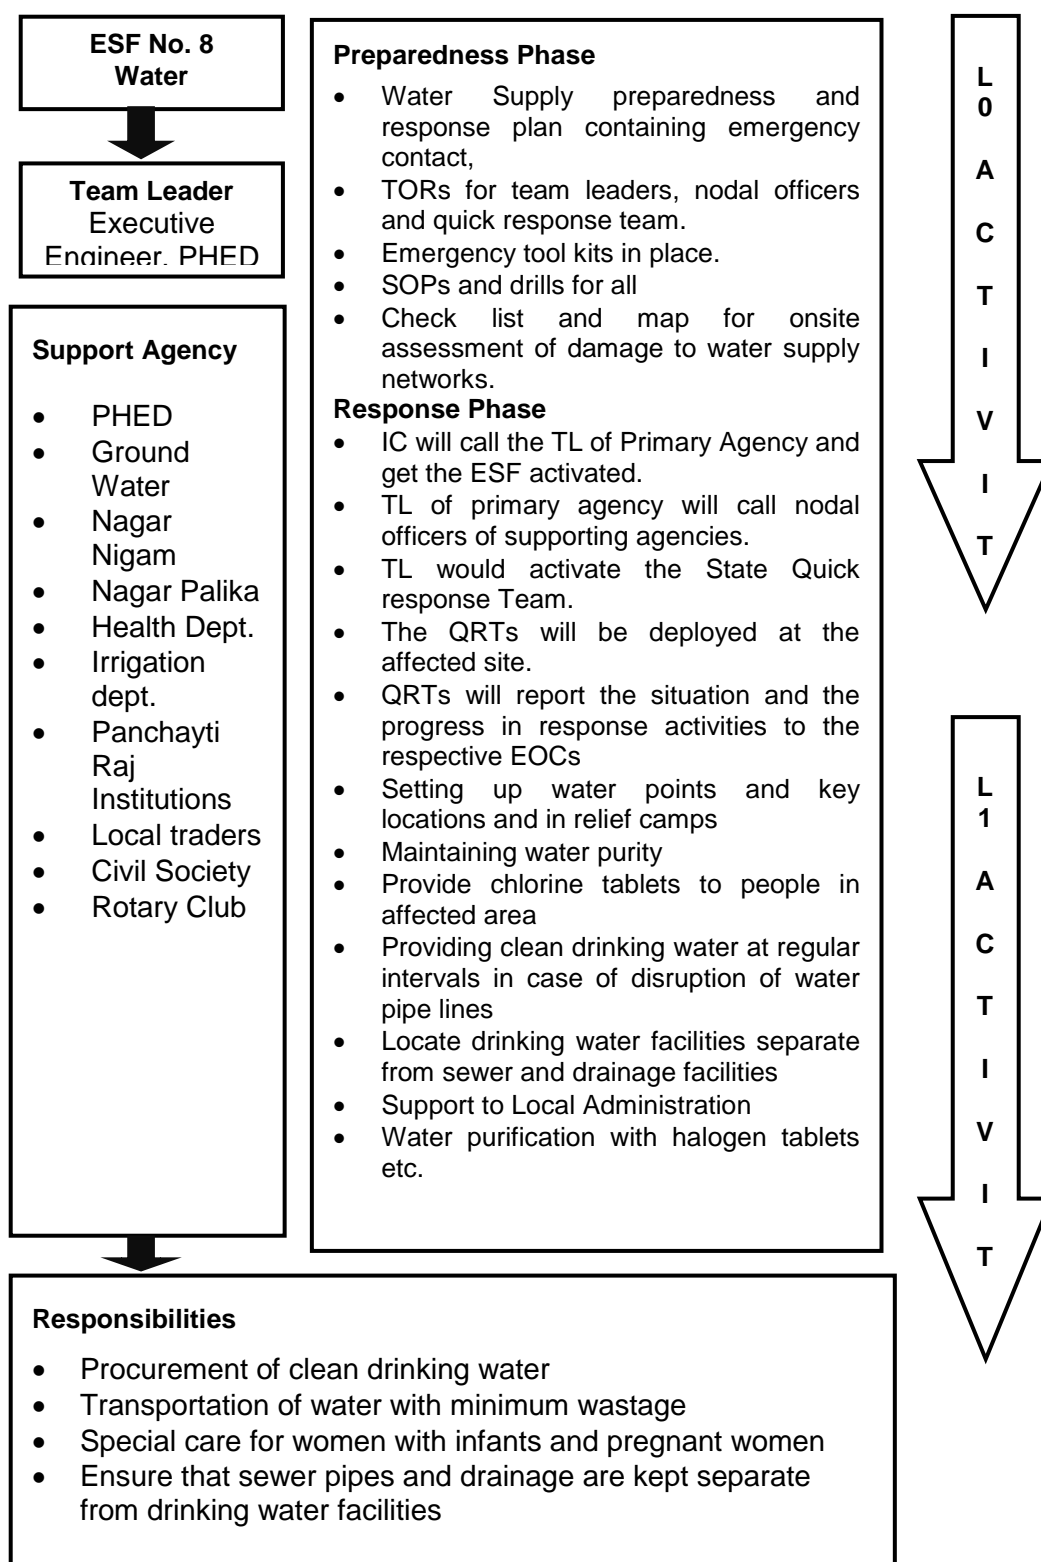 ESF No. 8
Water
Team Leader
Executive
Engineer, PHED
Support Agency
• PHED
• Ground
Water
• Nagar
Nigam
• Nagar Palika
• Health Dept.
• Irrigation
dept.
• Panchayti
Raj
Institutions
• Local traders
• Civil Society
• Rotary Club
Preparedness Phase
• Water Supply preparedness and
response plan containing emergency
contact,
• TORs for team leaders, nodal officers
and quick response team.
• Emergency tool kits in place.
• SOPs and drills for all
• Check list and map for onsite
assessment of damage to water supply
networks.
Response Phase
• IC will call the TL of Primary Agency and
get the ESF activated.
• TL of primary agency will call nodal
officers of supporting agencies.
• TL would activate the State Quick
response Team.
• The QRTs will be deployed at the
affected site.
• QRTs will report the situation and the
progress in response activities to the
respective EOCs
• Setting up water points and key
locations and in relief camps
• Maintaining water purity
• Provide chlorine tablets to people in
affected area
• Providing clean drinking water at regular
intervals in case of disruption of water
pipe lines
• Locate drinking water facilities separate
from sewer and drainage facilities
• Support to Local Administration
• Water purification with halogen tablets
etc.
L
0
A
C
T
I
V
I
T
L
1
A
C
T
I
V
I
T
Responsibilities
• Procurement of clean drinking water
• Transportation of water with minimum wastage
• Special care for women with infants and pregnant women
• Ensure that sewer pipes and drainage are kept separate
from drinking water facilities